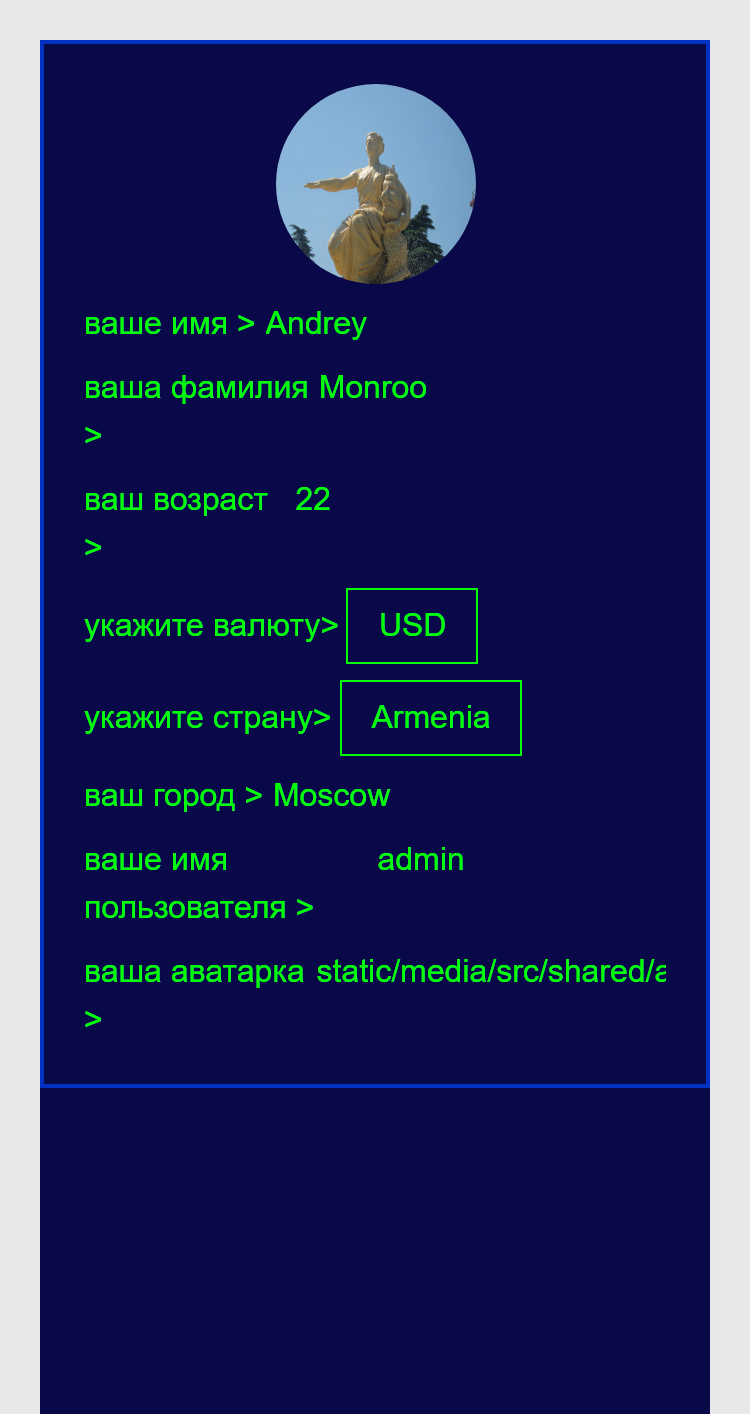 ваше имя > Andrey
ваша фамилия Monroo
>
ваш возраст 22
>
укажите валюту> USD
укажите страну> Armenia
ваш город > Moscow
ваше имя admin
пользователя >
ваша аватарка static/media/src/shared/a
>